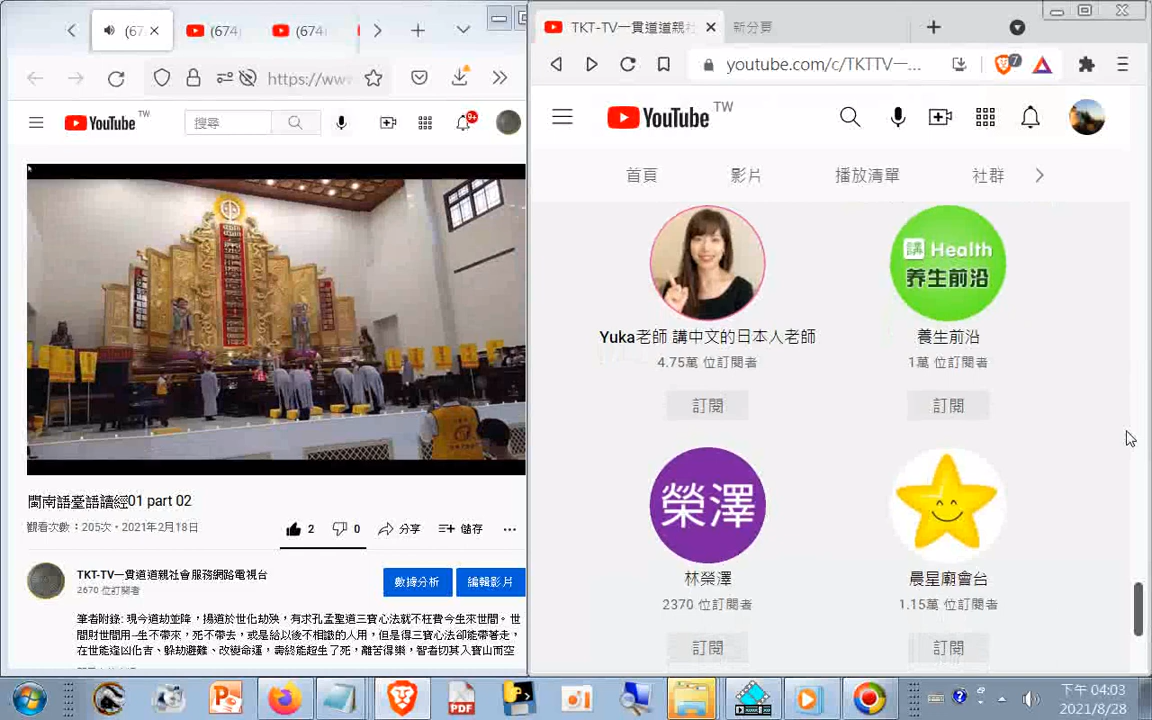 (67
(674)
(674)
https://www
YouTube TW
搜尋
9+
閩南語臺語讀經01 part 02
觀看次數：205次・2021年2月18日
2 0 分享 儲存
TKT-TV一貫道道親社會服務網路電視台
2670 位訂閱者
數據分析 編輯影片
筆者附錄: 現今道劫並降，揚道於世化劫殃，有求孔孟聖道三寶心法就不枉費今生來世間。世
間財世間用--生不帶來，死不帶去，或是給以後不相識的人用，但是得三寶心法卻能帶著走，
在世能逢凶化吉、躲劫避難、改變命運，壽終能超生了死，離苦得樂，智者切莫入寶山而空
TKT-TV一貫道道親社
新分頁
youtube.com/c/TKTTV一...
7
YouTube TW
首頁 影片 播放清單 社群
講 Health
养生前沿
Yuka老師 講中文的日本人老師
4.75萬 位訂閱者
訂閱
養生前沿
1萬 位訂閱者
訂閱
榮澤
林榮澤
2370 位訂閱者
訂閱
晨星廟會台
1.15萬 位訂閱者
訂閱
PDF
下午 04:03
2021/8/28